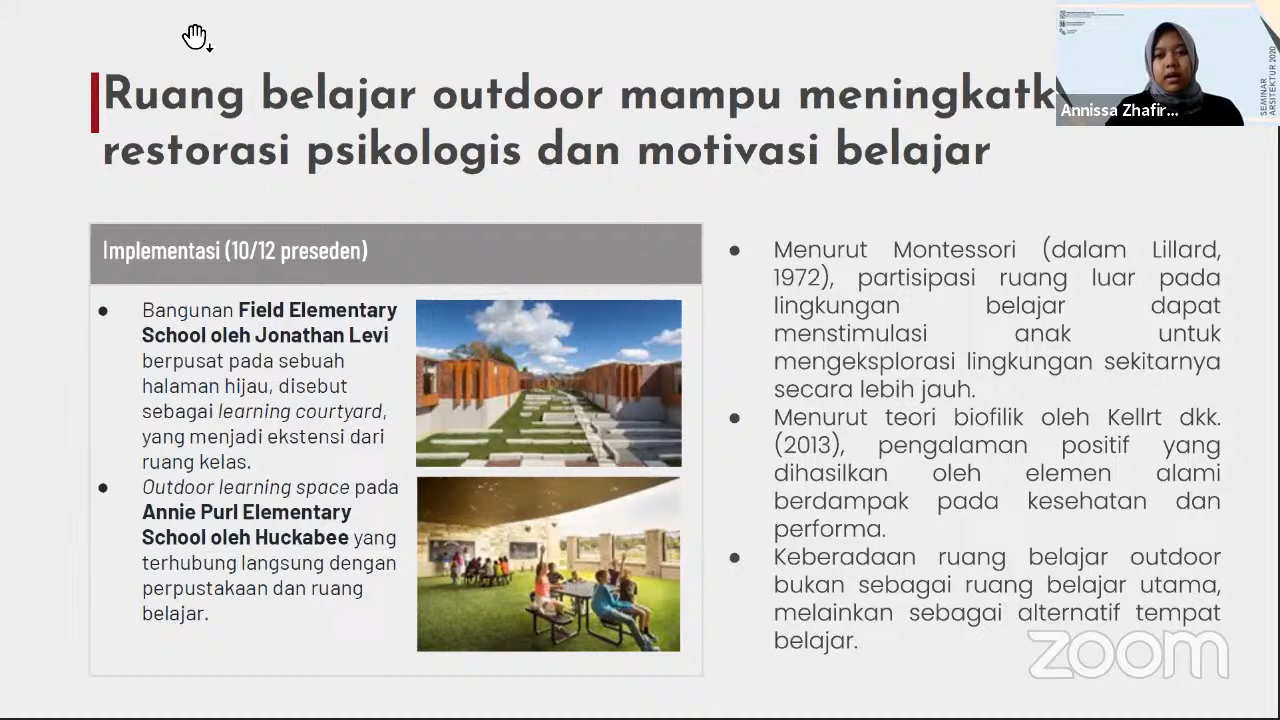 Ruang belajar outdoor mampu meningkatk
restorasi psikologis dan motivasi belajar
Annissa Zhafir...
SEMINAR
ARSITEKTUR 2020
Implementasi (10/12 preseden)
● Bangunan Field Elementary
School oleh Jonathan Levi
berpusat pada sebuah
halaman hijau, disebut
sebagai learning courtyard,
yang menjadi ekstensi dari
ruang kelas.
● Outdoor learning space pada
Annie Purl Elementary
School oleh Huckabee yang
terhubung langsung dengan
perpustakaan dan ruang
belajar.
● Menurut Montessori (dalam Lillard,
1972), partisipasi ruang luar pada
lingkungan belajar dapat
menstimulasi anak untuk
mengeksplorasi lingkungan sekitarnya
secara lebih jauh.
● Menurut teori biofilik oleh Kellrt dkk.
(2013), pengalaman positif yang
dihasilkan oleh elemen alami
berdampak pada kesehatan dan
performa.
● Keberadaan ruang belajar outdoor
bukan sebagai ruang belajar utama,
melainkan sebagai alternatif tempat
belajar.
zoom